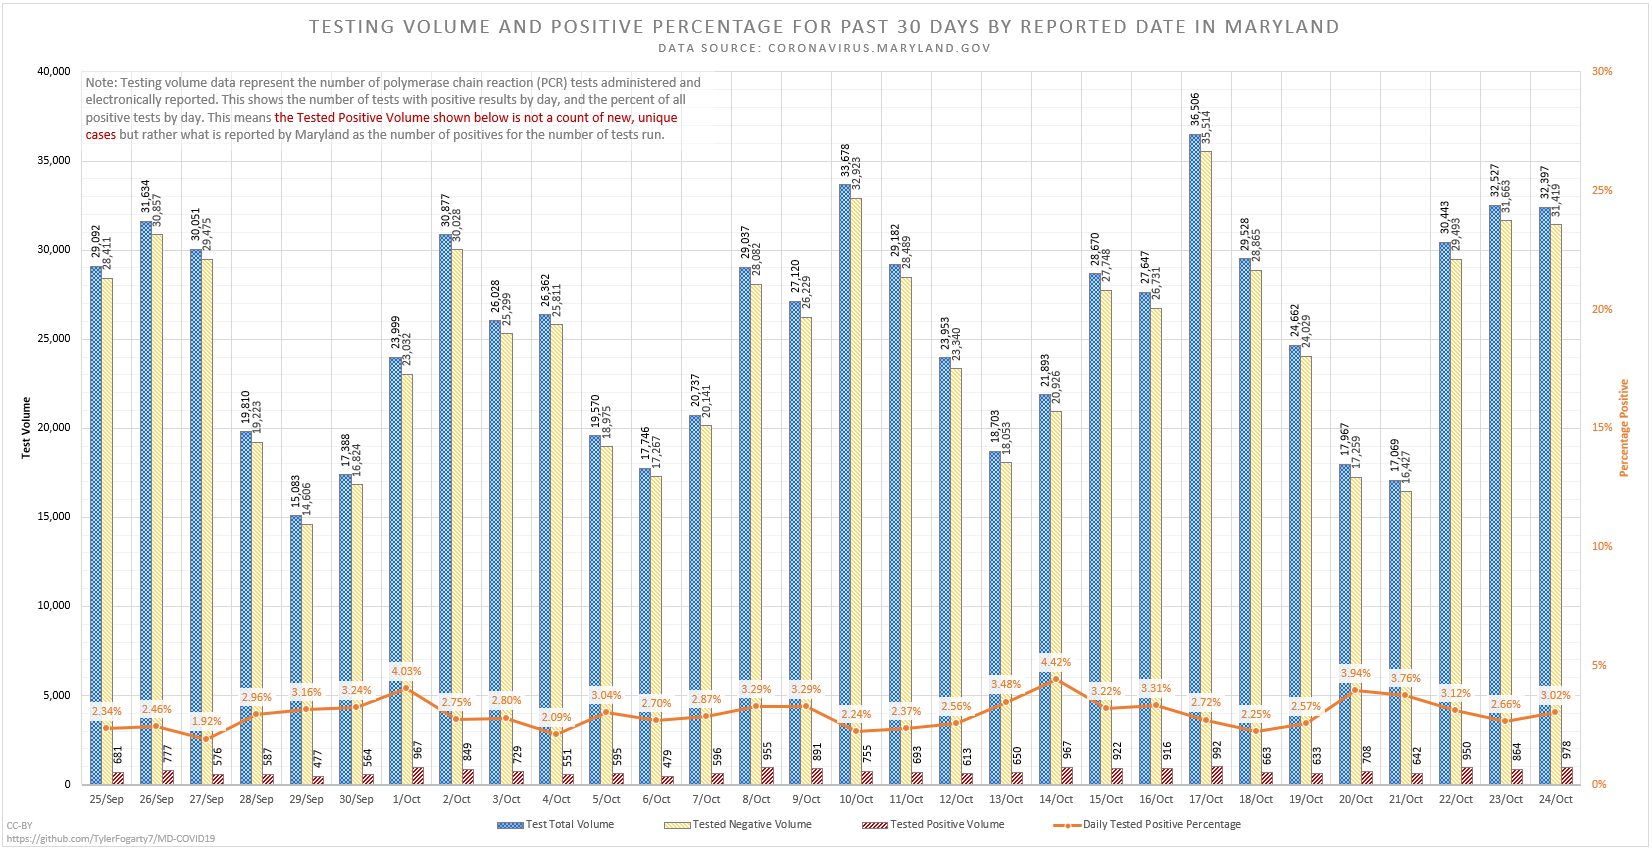 TESTING VOLUME AND POSITIVE PERCENTAGE FOR PAST 30 DAYS BY REPORTED DATE IN MARYLAND
DATA SOURCE: CORONAVIRUS.MARYLAND.GOV
Note: Testing volume data represent the number of polymerase chain reaction (PCR) tests administered and
electronically reported. This shows the number of tests with positive results by day, and the percent of all
positive tests by day. This means the Tested Positive Volume shown below is not a count of new, unique
cases but rather what is reported by Maryland as the number of positives for the number of tests run.
Test Volume
40,000
35,000
30,000
25,000
20,000
15,000
10,000
5,000
0
Percentage Positive
30%
25%
20%
15%
10%
5%
0%
29,092 28,411 2.34% 681 25/Sep
31,634 30,857 2.46% 777 26/Sep
30,051 29,475 1.92% 576 27/Sep
19,810 19,223 2.96% 587 28/Sep
15,083 14,606 3.16% 477 29/Sep
17,388 16,824 3.24% 564 30/Sep
23,999 23,032 4.03% 967 1/Oct
30,877 30,028 2.75% 849 2/Oct
26,028 25,299 2.80% 729 3/Oct
26,362 25,811 2.09% 551 4/Oct
19,570 18,975 3.04% 595 5/Oct
17,746 17,267 2.70% 479 6/Oct
20,737 20,141 2.87% 596 7/Oct
29,037 28,082 3.29% 955 8/Oct
27,120 26,229 3.29% 891 9/Oct
33,678 32,923 2.24% 755 10/Oct
29,182 28,489 2.37% 693 11/Oct
23,953 23,340 2.56% 613 12/Oct
18,703 18,053 3.48% 650 13/Oct
21,893 20,926 4.42% 967 14/Oct
28,670 27,748 3.22% 922 15/Oct
27,647 26,731 3.31% 916 16/Oct
36,506 35,514 2.72% 992 17/Oct
29,528 28,865 2.25% 663 18/Oct
24,662 24,029 2.57% 633 19/Oct
17,967 17,259 3.94% 708 20/Oct
17,069 16,427 3.76% 642 21/Oct
30,443 29,493 3.12% 950 22/Oct
32,527 31,663 2.66% 864 23/Oct
32,397 31,419 3.02% 978 24/Oct
Test Total Volume
Tested Negative Volume
Tested Positive Volume
Daily Tested Positive Percentage
CC-BY
https://github.com/TylerFogarty7/MD-COVID19